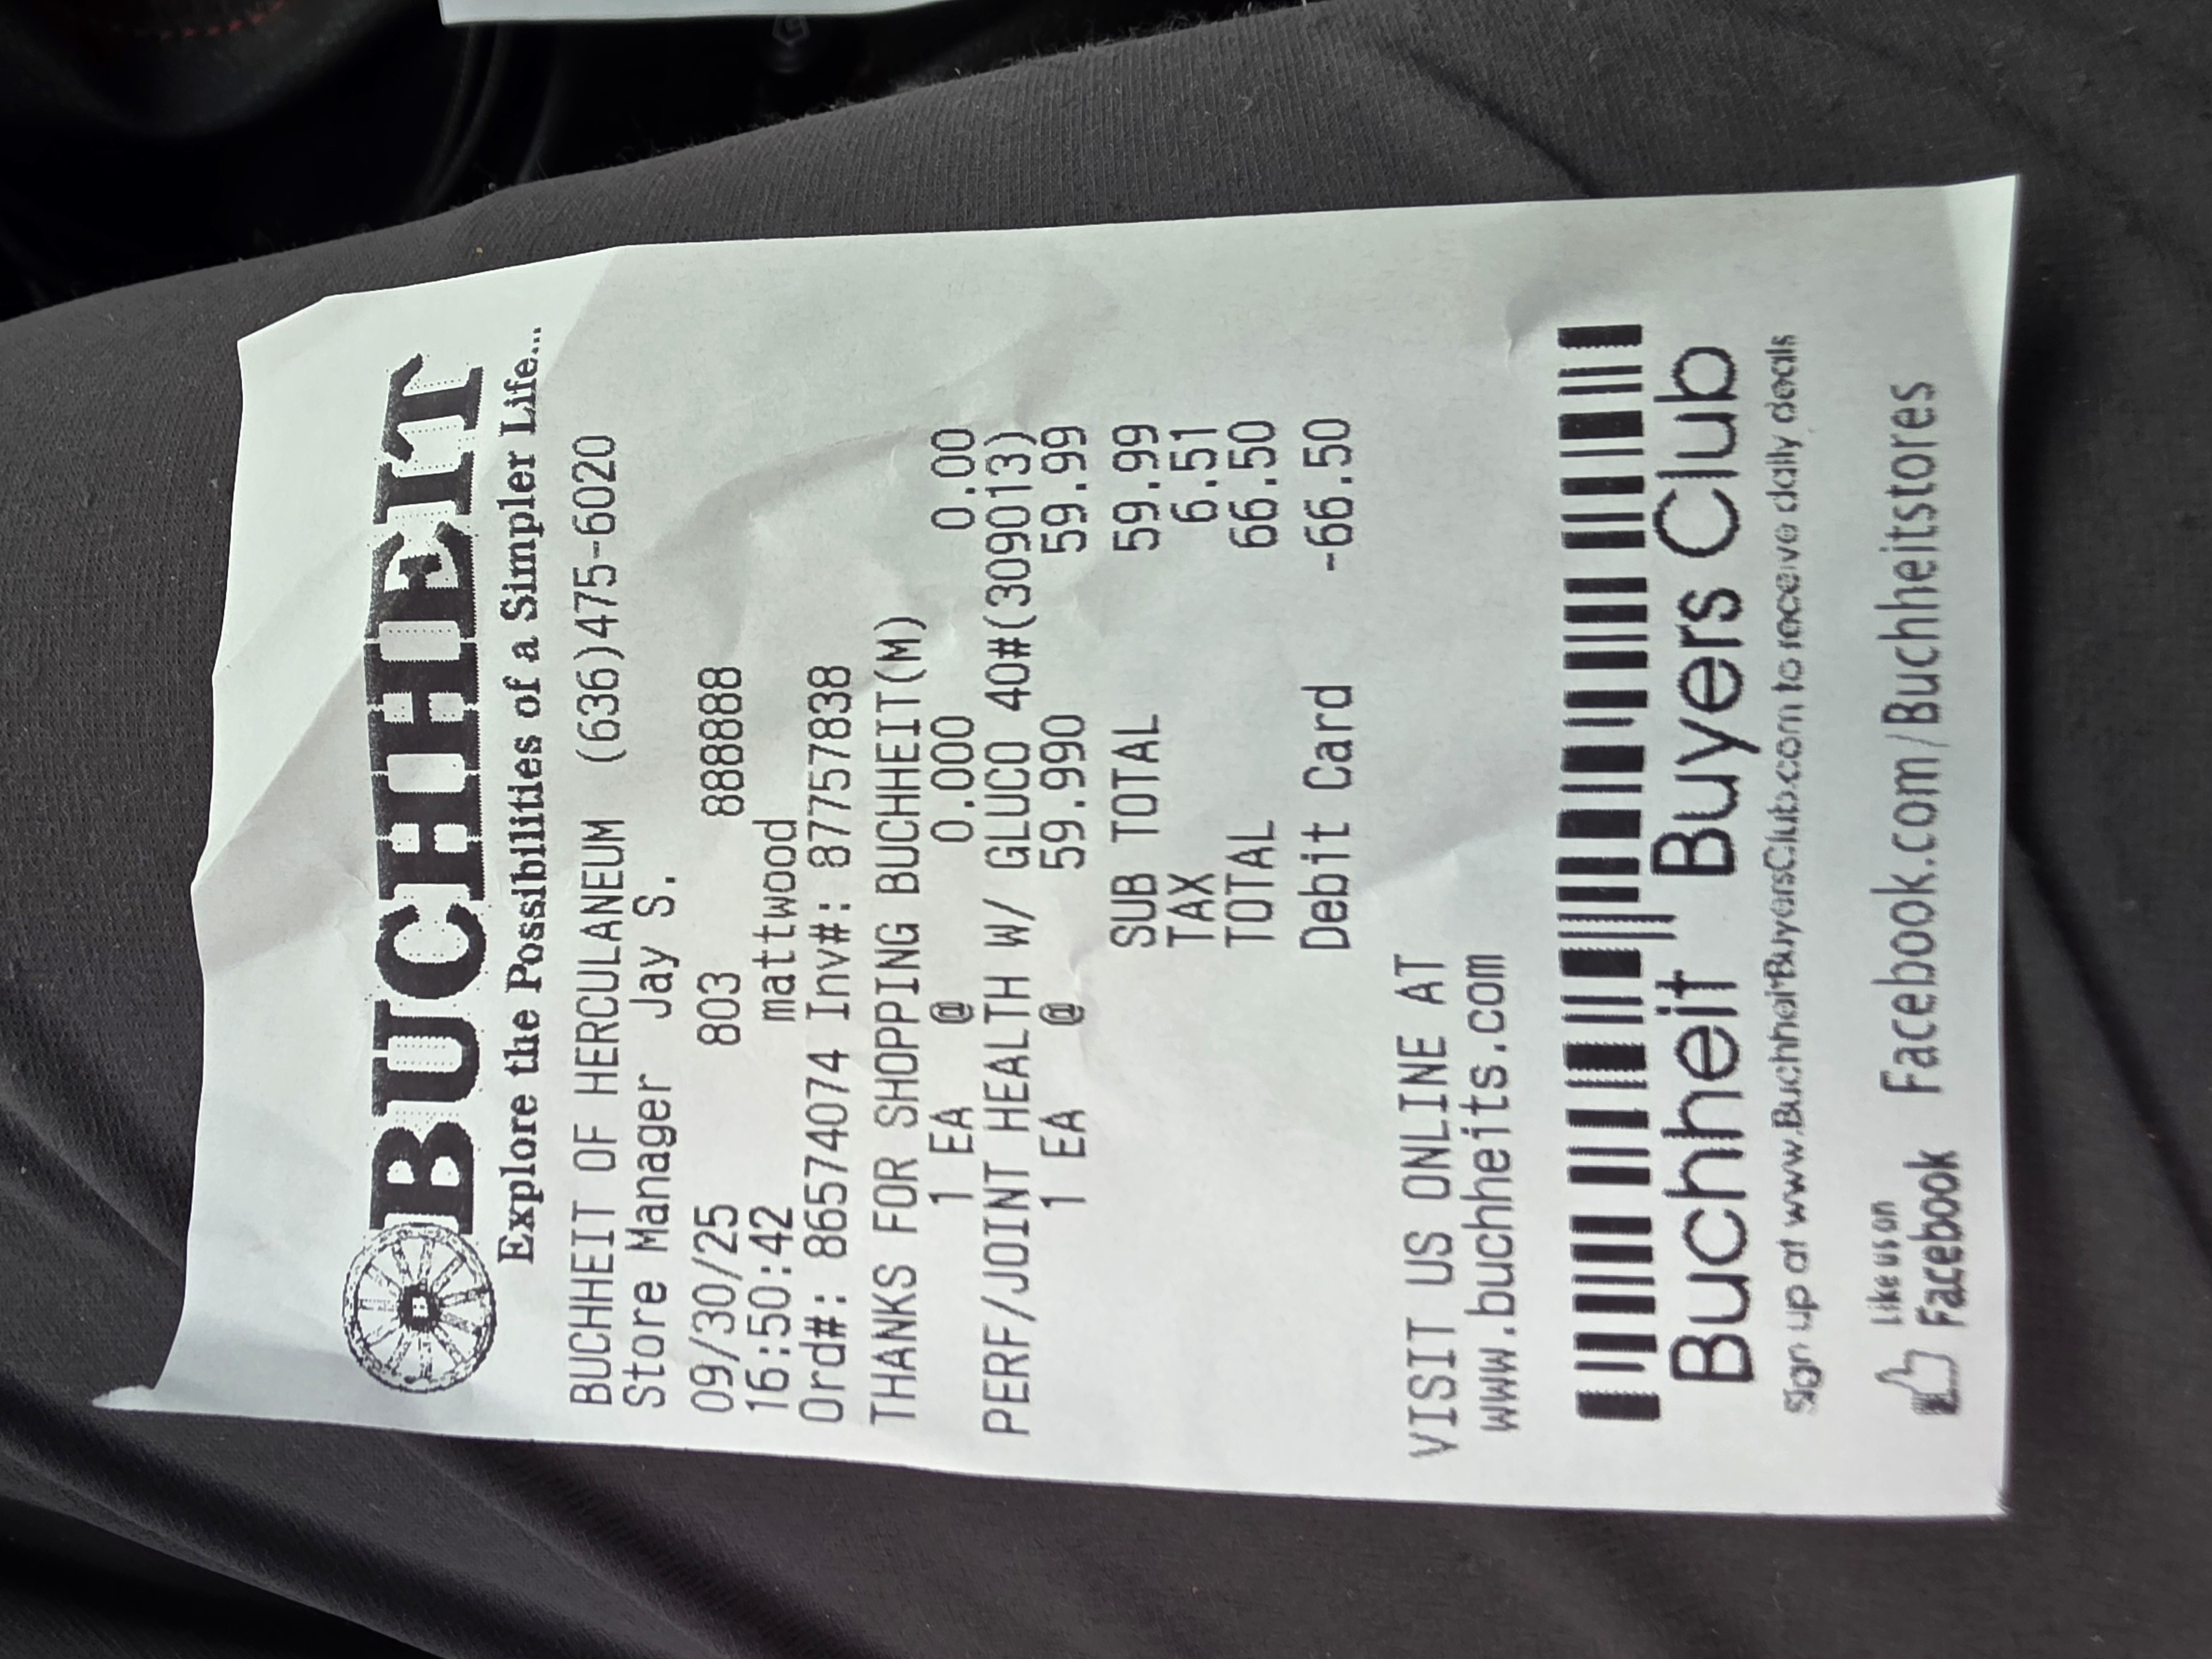 BUCHHEIT
Explore the Possibilities of a Simpler Life...
BUCHHEIT OF HERCULANEUM (636)475-6020
Store Manager Jay S.
09/30/25 803 888888
16:50:42 mattwood
Ord#: 86574074 Inv#: 87757838
THANKS FOR SHOPPING BUCHHEIT(M)
1 EA @ 0.000 0.00
PERF/JOINT HEALTH W/ GLUCO 40#(3090013)
1 EA @ 59.990 59.99
SUB TOTAL 59.99
TAX 6.51
TOTAL 66.50
Debit Card -66.50
VISIT US ONLINE AT
www.buchheits.com
Buchheit Buyers Club
Sign up at www.BuchheitBuyersClub.com to receive daily deals
Like us on
Facebook Facebook.com/Buchheitstores